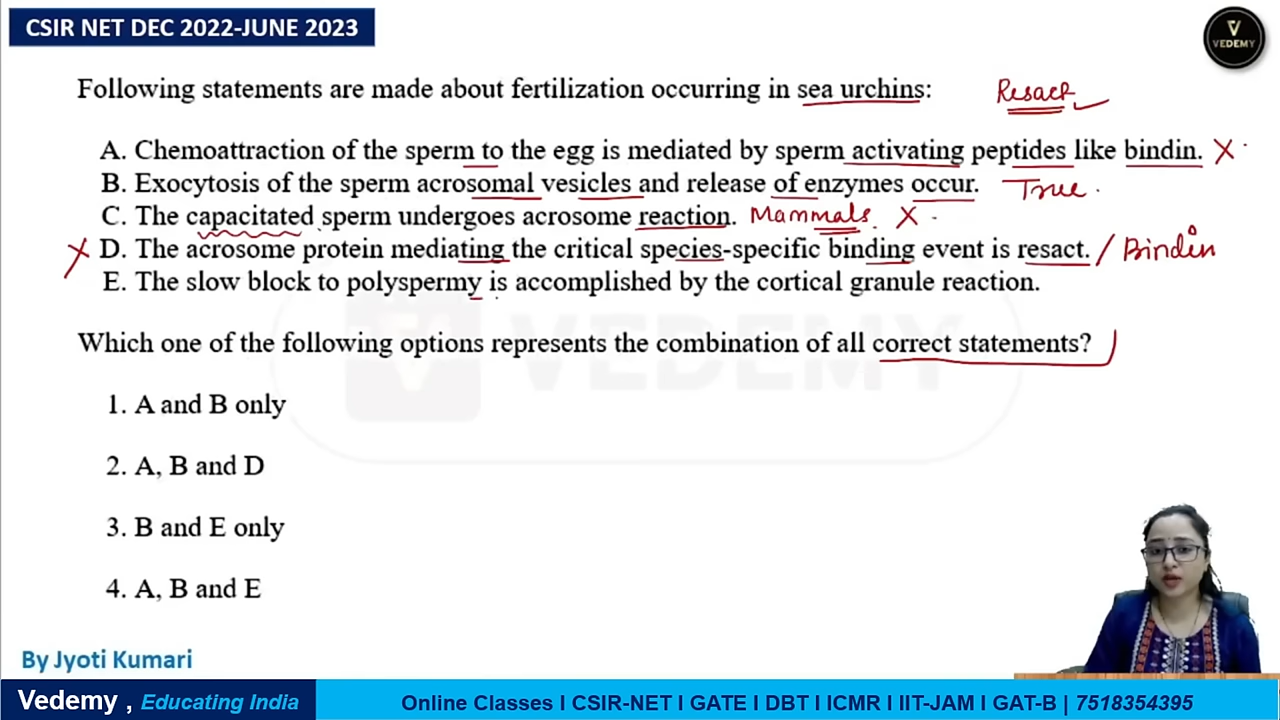 CSIR NET DEC 2022-JUNE 2023
VEDEMY
Following statements are made about fertilization occurring in sea urchins: Resact
A. Chemoattraction of the sperm to the egg is mediated by sperm activating peptides like bindin. X
B. Exocytosis of the sperm acrosomal vesicles and release of enzymes occur. True.
C. The capacitated sperm undergoes acrosome reaction. Mammals. X
X D. The acrosome protein mediating the critical species-specific binding event is resact. / Bindin
E. The slow block to polyspermy is accomplished by the cortical granule reaction.
VEDEMY
Which one of the following options represents the combination of all correct statements?
1. A and B only
2. A, B and D
3. B and E only
4. A, B and E
By Jyoti Kumari
Vedemy , Educating India Online Classes I CSIR-NET I GATE I DBT I ICMR I IIT-JAM I GAT-B | 7518354395